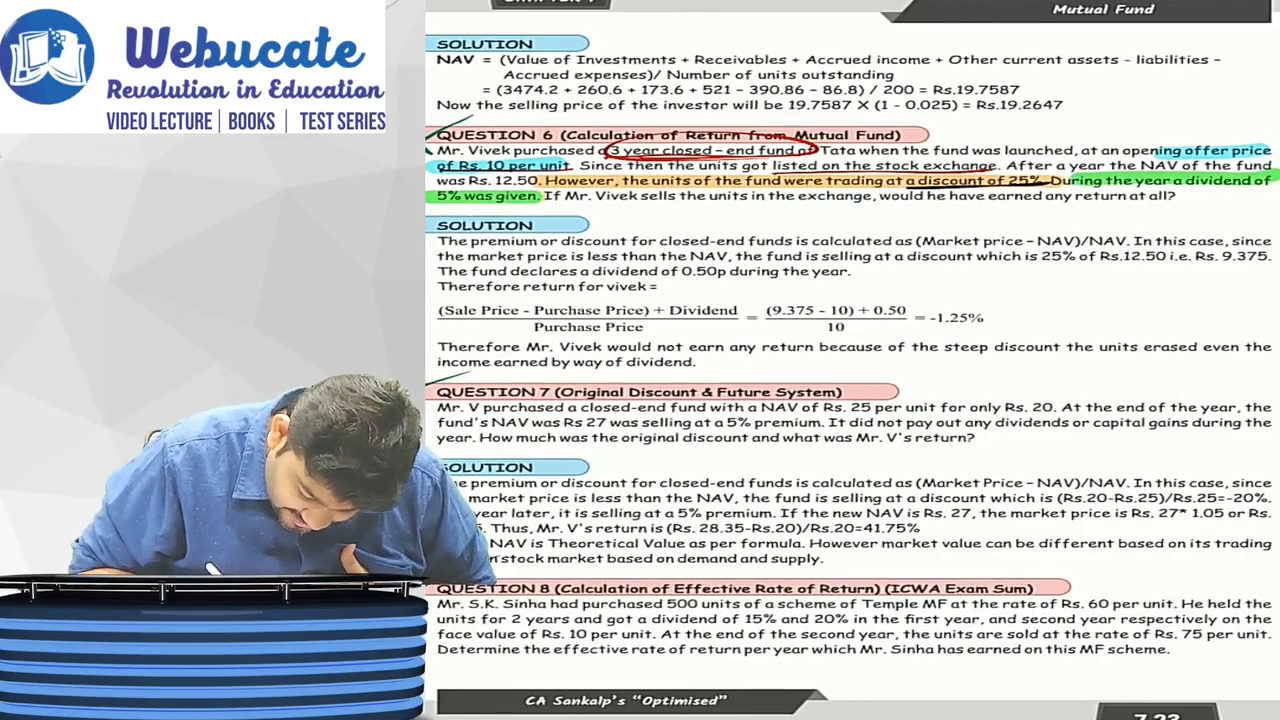 Webucate
Revolution in Education
VIDEO LECTURE | BOOKS | TEST SERIES
Mutual Fund
SOLUTION
NAV = (Value of Investments + Receivables + Accrued income + Other current assets - liabilities -
Accrued expenses)/ Number of units outstanding
= (3474.2 + 260.6 + 173.6 + 521 - 390.86 - 86.8) / 200 = Rs.19.7587
Now the selling price of the investor will be 19.7587 X (1 - 0.025) = Rs.19.2647
QUESTION 6 (Calculation of Return from Mutual Fund)
Mr. Vivek purchased a 3 year closed - end fund of Tata when the fund was launched, at an opening offer price
of Rs. 10 per unit. Since then the units got listed on the stock exchange. After a year the NAV of the fund
was Rs. 12.50. However, the units of the fund were trading at a discount of 25%. During the year a dividend of
5% was given. If Mr. Vivek sells the units in the exchange, would he have earned any return at all?
SOLUTION
The premium or discount for closed-end funds is calculated as (Market price - NAV)/NAV. In this case, since
the market price is less than the NAV, the fund is selling at a discount which is 25% of Rs.12.50 i.e. Rs. 9.375.
The fund declares a dividend of 0.50p during the year.
Therefore return for vivek =
(Sale Price - Purchase Price) + Dividend / Purchase Price = (9.375 - 10) + 0.50 / 10 = -1.25%
Therefore Mr. Vivek would not earn any return because of the steep discount the units erased even the
income earned by way of dividend.
QUESTION 7 (Original Discount & Future System)
Mr. V purchased a closed-end fund with a NAV of Rs. 25 per unit for only Rs. 20. At the end of the year, the
fund's NAV was Rs 27 was selling at a 5% premium. It did not pay out any dividends or capital gains during the
year. How much was the original discount and what was Mr. V's return?
SOLUTION
premium or discount for closed-end funds is calculated as (Market Price - NAV)/NAV. In this case, since
market price is less than the NAV, the fund is selling at a discount which is (Rs.20-Rs.25)/Rs.25=-20%.
year later, it is selling at a 5% premium. If the new NAV is Rs. 27, the market price is Rs. 27* 1.05 or Rs.
Thus, Mr. V's return is (Rs. 28.35-Rs.20)/Rs.20=41.75%
NAV is Theoretical Value as per formula. However market value can be different based on its trading
stock market based on demand and supply.
QUESTION 8 (Calculation of Effective Rate of Return) (ICWA Exam Sum)
Mr. S.K. Sinha had purchased 500 units of a scheme of Temple MF at the rate of Rs. 60 per unit. He held the
units for 2 years and got a dividend of 15% and 20% in the first year, and second year respectively on the
face value of Rs. 10 per unit. At the end of the second year, the units are sold at the rate of Rs. 75 per unit.
Determine the effective rate of return per year which Mr. Sinha has earned on this MF scheme.
CA Sankalp's "Optimised"